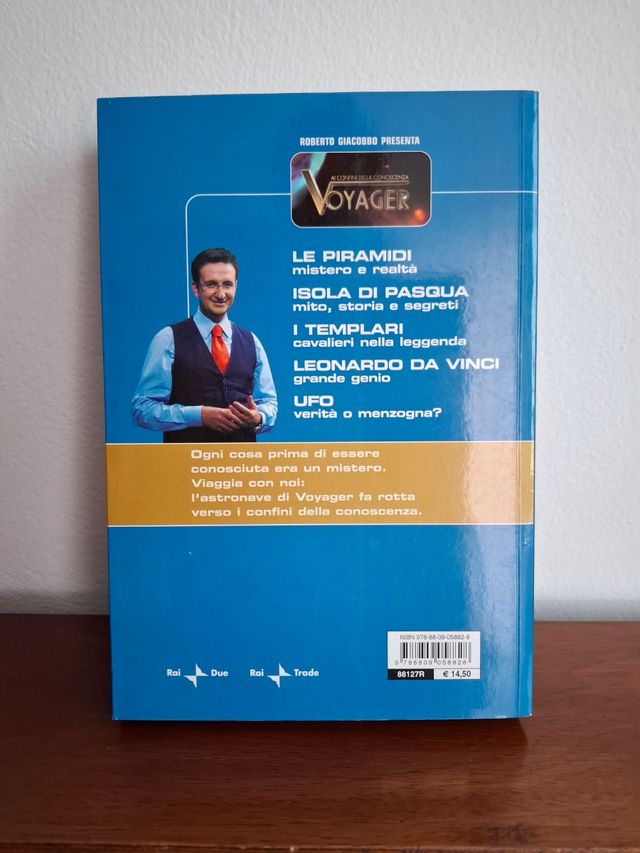 ROBERTO GIACOBBO PRESENTA
AI CONFINI DELLA CONOSCENZA
VOYAGER
LE PIRAMIDI
mistero e realtà
ISOLA DI PASQUA
mito, storia e segreti
I TEMPLARI
cavalieri nella leggenda
LEONARDO DA VINCI
grande genio
UFO
verità o menzogna?
Ogni cosa prima di essere
conosciuta era un mistero.
Viaggia con noi:
l'astronave di Voyager fa rotta
verso i confini della conoscenza.
ISBN 978-88-09-05882-8
9 788809 058828
88127R € 14,50
Rai Due Rai Trade